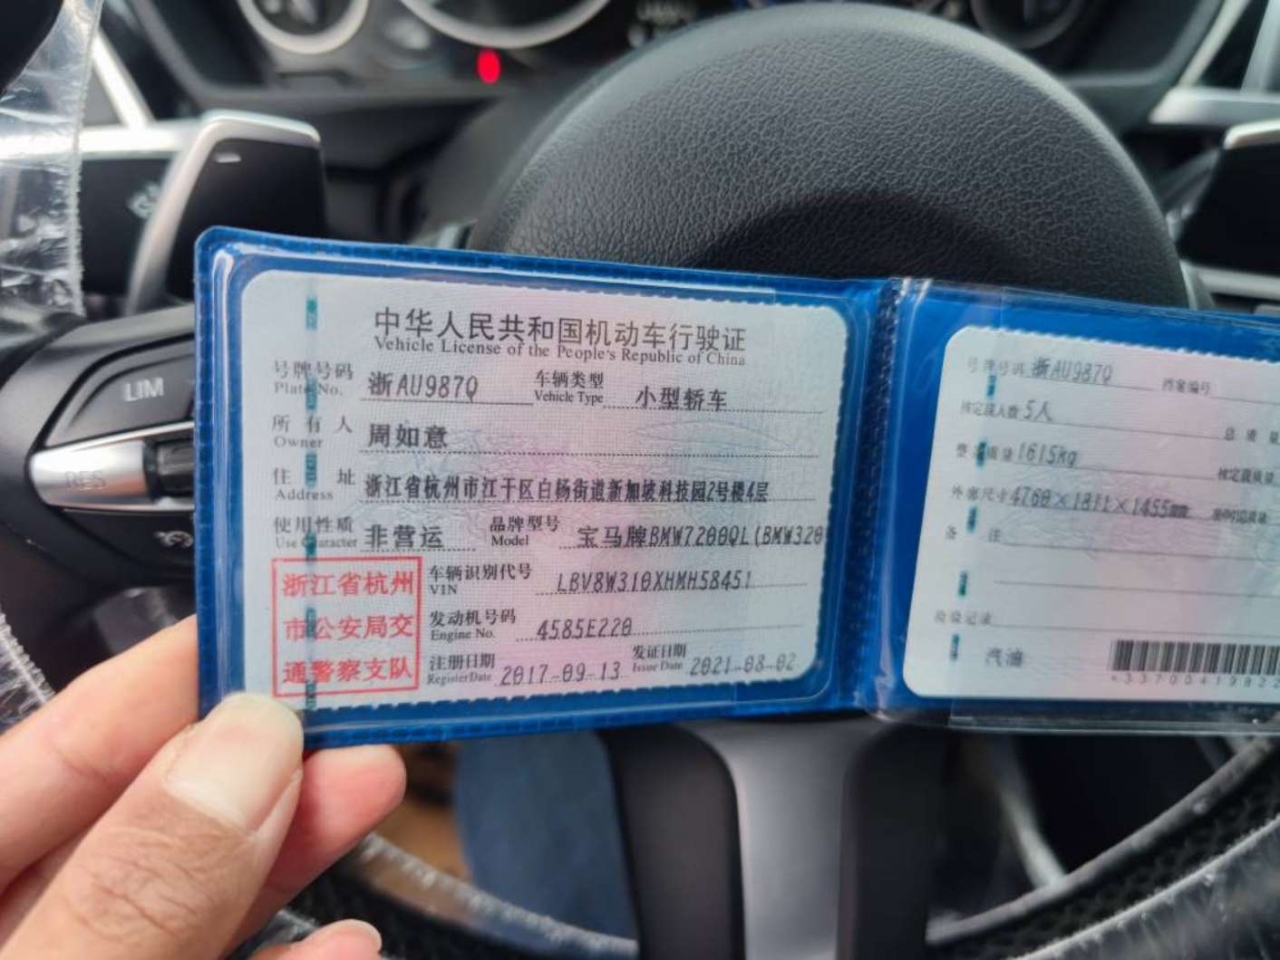 LIM
RES
中华人民共和国机动车行驶证
Vehicle License of the People's Republic of China
号牌号码 浙AU987Q 车辆类型 小型轿车
Plate No. Vehicle Type
所有人 周如意
Owner
住址 浙江省杭州市江干区白杨街道新加坡科技园2号楼4层
Address
使用性质 非营运 品牌型号 宝马牌BMW7200QL(BMW320
Use Character Model
浙江省杭州
市公安局交
通警察支队
车辆识别代号 LBV8W310XHMH58451
VIN
发动机号码 4585E220
Engine No.
注册日期 2017-09-13 发证日期 2021-08-02
Register Date Issue Date
号牌号码 浙AU987Q 档案编号
核定载人数 5人 总质量
整备质量 1615kg 核定载质量
外廓尺寸 4760×1811×1455mm
备注
检验记录
汽油